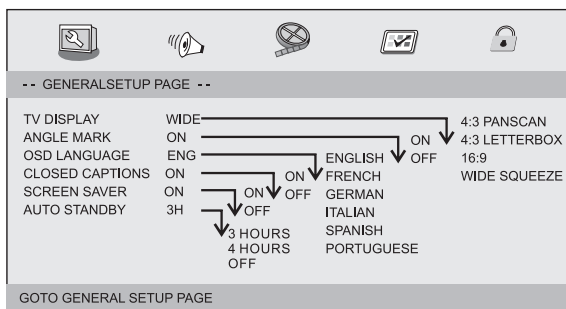 -- GENERALSETUP PAGE --
TV DISPLAY WIDE
ANGLE MARK ON
OSD LANGUAGE ENG
CLOSED CAPTIONS ON
SCREEN SAVER ON
AUTO STANDBY 3H
4:3 PANSCAN
4:3 LETTERBOX
16:9
WIDE SQUEEZE
ON
OFF
ENGLISH
FRENCH
GERMAN
ITALIAN
SPANISH
PORTUGUESE
ON
OFF
ON
OFF
3 HOURS
4 HOURS
OFF
GOTO GENERAL SETUP PAGE